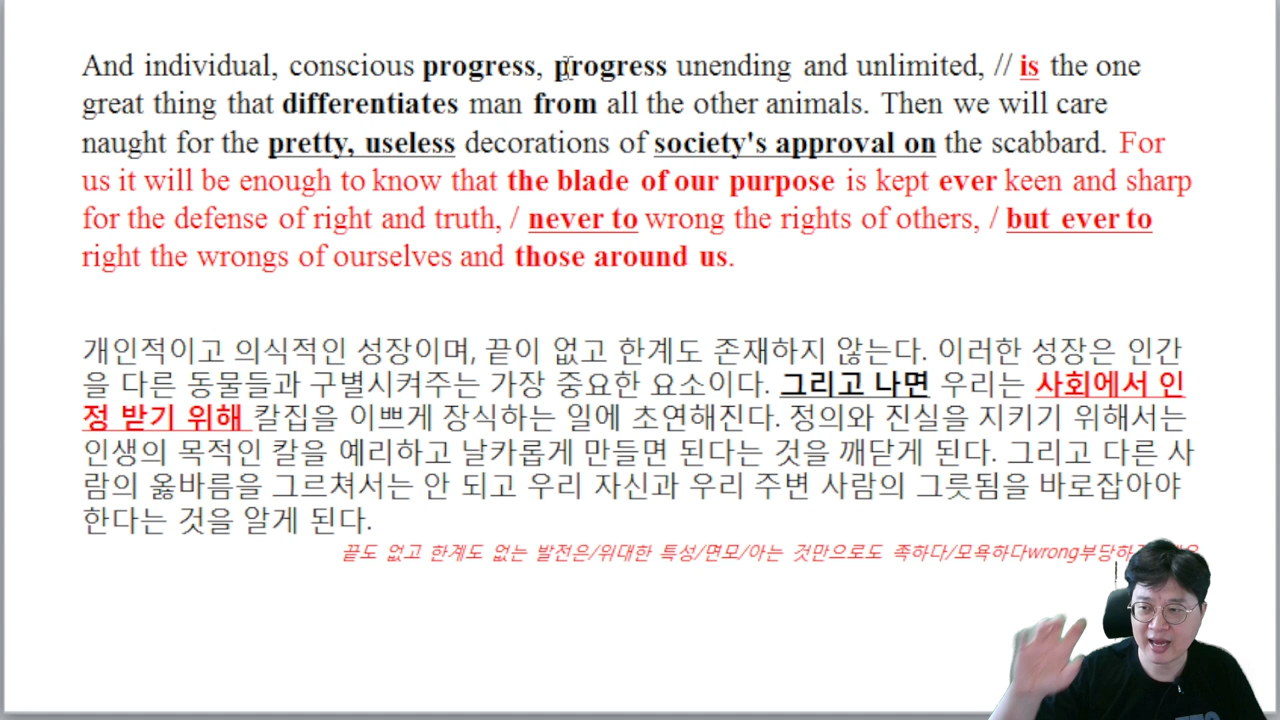 And individual, conscious progress, progress unending and unlimited, // is the one
great thing that differentiates man from all the other animals. Then we will care
naught for the pretty, useless decorations of society's approval on the scabbard. For
us it will be enough to know that the blade of our purpose is kept ever keen and sharp
for the defense of right and truth, / never to wrong the rights of others, / but ever to
right the wrongs of ourselves and those around us.
개인적이고 의식적인 성장이며, 끝이 없고 한계도 존재하지 않는다. 이러한 성장은 인간
을 다른 동물들과 구별시켜주는 가장 중요한 요소이다. 그리고 나면 우리는 사회에서 인
정 받기 위해 칼집을 이쁘게 장식하는 일에 초연해진다. 정의와 진실을 지키기 위해서는
인생의 목적인 칼을 예리하고 날카롭게 만들면 된다는 것을 깨닫게 된다. 그리고 다른 사
람의 옳바름을 그르쳐서는 안 되고 우리 자신과 우리 주변 사람의 그릇됨을 바로잡아야
한다는 것을 알게 된다.
끝도 없고 한계도 없는 발전은/위대한 특성/면모/아는 것만으로도 족하다/모욕하다wrong부당하